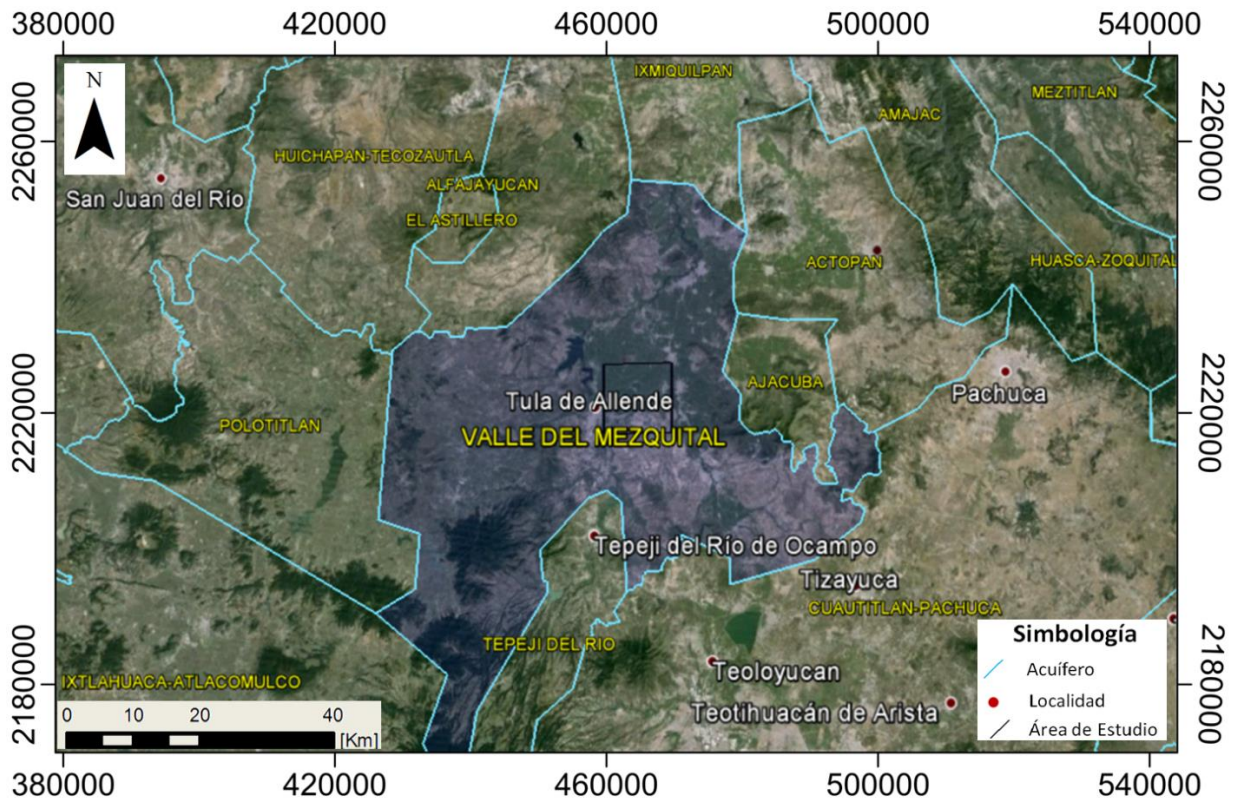 380000 420000 460000 500000 540000
N
IXMIQUILPAN
MEZTITLAN
AMAJAC
2260000
2260000
HUICHAPAN-TECOZAUTLA
ALFAJAYUCAN
San Juan del Río
EL ASTILLERO
ACTOPAN
HUASCA-ZOQUITAL
AJACUBA
Pachuca
2220000
2220000
Tula de Allende
POLOTITLAN
VALLE DEL MEZQUITAL
Tepeji del Río de Ocampo
Tizayuca
CUAUTITLAN-PACHUCA
TEPEJI DEL RIO
Teoloyucan
IXTLAHUACA-ATLACOMULCO
2180000
2180000
Teotihuacán de Arista
Simbología
Acuífero
Localidad
Área de Estudio
0 10 20 40
[Km]
380000 420000 460000 500000 540000